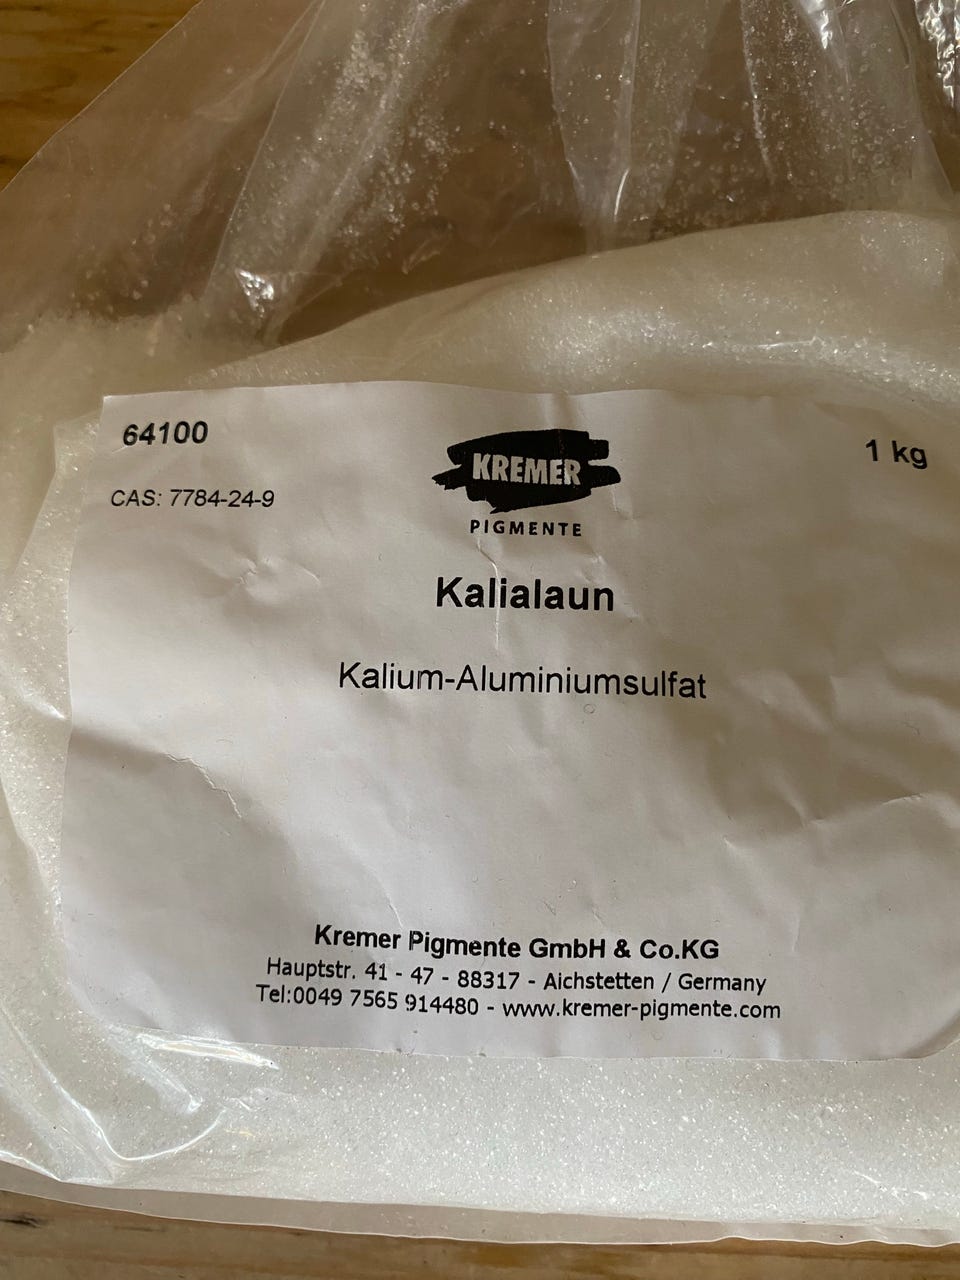 64100
1 kg
KREMER
CAS: 7784-24-9
PIGMENTE
Kalialaun
Kalium-Aluminiumsulfat
Kremer Pigmente GmbH & Co.KG
Hauptstr. 41 - 47 - 88317 - Aichstetten / Germany
Tel:0049 7565 914480 - www.kremer-pigmente.com